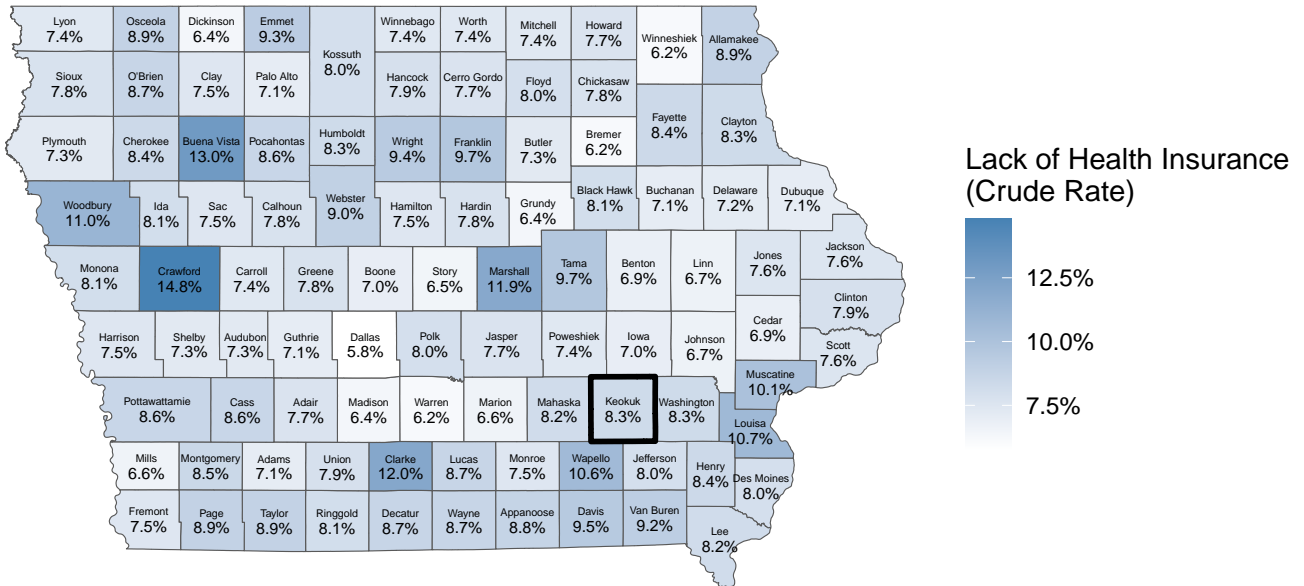 Lyon
7.4%
Osceola
8.9%
Dickinson
6.4%
Emmet
9.3%
Kossuth
8.0%
Winnebago
7.4%
Worth
7.4%
Mitchell
7.4%
Howard
7.7%
Winneshiek
6.2%
Allamakee
8.9%
Sioux
7.8%
O'Brien
8.7%
Clay
7.5%
Palo Alto
7.1%
Hancock
7.9%
Cerro Gordo
7.7%
Floyd
8.0%
Chickasaw
7.8%
Fayette
8.4%
Clayton
8.3%
Plymouth
7.3%
Cherokee
8.4%
Buena Vista
13.0%
Pocahontas
8.6%
Humboldt
8.3%
Wright
9.4%
Franklin
9.7%
Butler
7.3%
Bremer
6.2%
Woodbury
11.0%
Ida
8.1%
Sac
7.5%
Calhoun
7.8%
Webster
9.0%
Hamilton
7.5%
Hardin
7.8%
Grundy
6.4%
Black Hawk
8.1%
Buchanan
7.1%
Delaware
7.2%
Dubuque
7.1%
Monona
8.1%
Crawford
14.8%
Carroll
7.4%
Greene
7.8%
Boone
7.0%
Story
6.5%
Marshall
11.9%
Tama
9.7%
Benton
6.9%
Linn
6.7%
Jones
7.6%
Jackson
7.6%
Clinton
7.9%
Harrison
7.5%
Shelby
7.3%
Audubon
7.3%
Guthrie
7.1%
Dallas
5.8%
Polk
8.0%
Jasper
7.7%
Poweshiek
7.4%
Iowa
7.0%
Johnson
6.7%
Cedar
6.9%
Scott
7.6%
Muscatine
10.1%
Pottawattamie
8.6%
Cass
8.6%
Adair
7.7%
Madison
6.4%
Warren
6.2%
Marion
6.6%
Mahaska
8.2%
Keokuk
8.3%
Washington
8.3%
Louisa
10.7%
Mills
6.6%
Montgomery
8.5%
Adams
7.1%
Union
7.9%
Clarke
12.0%
Lucas
8.7%
Monroe
7.5%
Wapello
10.6%
Jefferson
8.0%
Henry
8.4%
Des Moines
8.0%
Fremont
7.5%
Page
8.9%
Taylor
8.9%
Ringgold
8.1%
Decatur
8.7%
Wayne
8.7%
Appanoose
8.8%
Davis
9.5%
Van Buren
9.2%
Lee
8.2%
Lack of Health Insurance
(Crude Rate)
12.5%
10.0%
7.5%